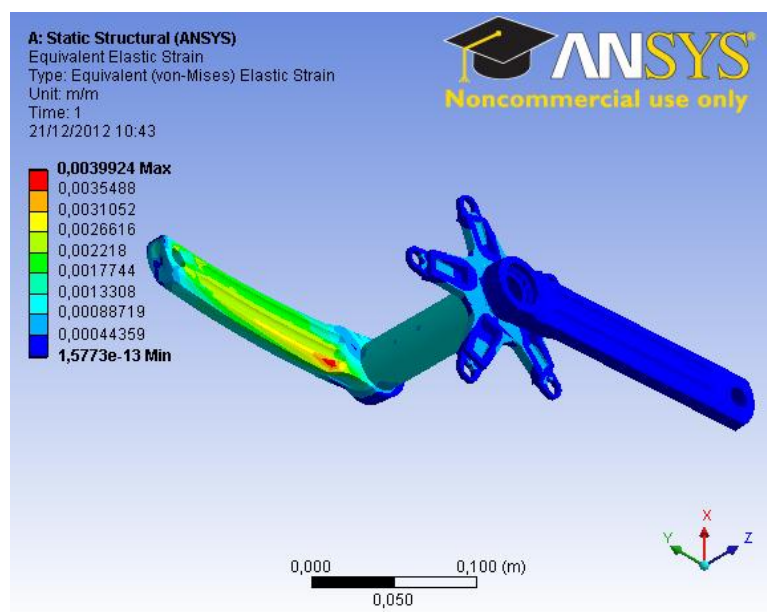 A: Static Structural (ANSYS)
Equivalent Elastic Strain
Type: Equivalent (von-Mises) Elastic Strain
Unit: m/m
Time: 1
21/12/2012 10:43
ANSYS®
Noncommercial use only
0,0039924 Max
0,0035488
0,0031052
0,0026616
0,002218
0,0017744
0,0013308
0,00088719
0,00044359
1,5773e-13 Min
X
Y
Z
0,000
0,100 (m)
0,050